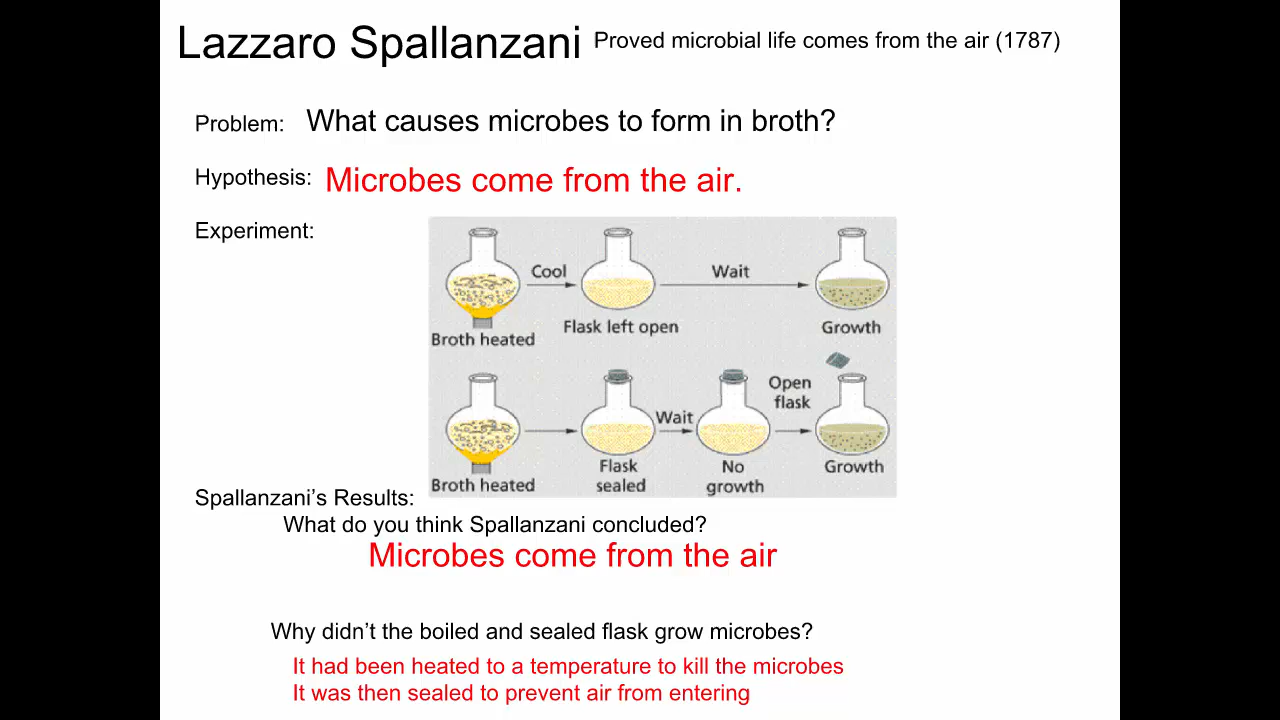 Lazzaro Spallanzani Proved microbial life comes from the air (1787)
Problem: What causes microbes to form in broth?
Hypothesis: Microbes come from the air.
Experiment:
Cool
Wait
Flask left open
Growth
Broth heated
Open
flask
Wait
Flask
sealed
No
growth
Growth
Broth heated
Spallanzani’s Results:
What do you think Spallanzani concluded?
Microbes come from the air
Why didn’t the boiled and sealed flask grow microbes?
It had been heated to a temperature to kill the microbes
It was then sealed to prevent air from entering